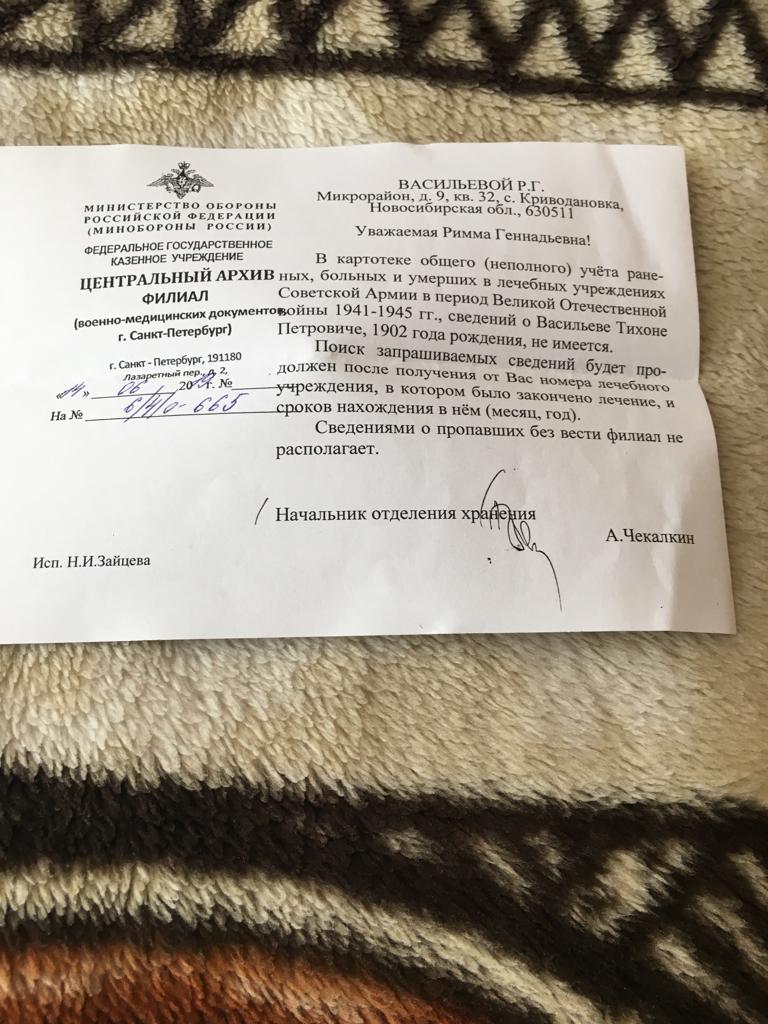 МИНИСТЕРСТВО ОБОРОНЫ
РОССИЙСКОЙ ФЕДЕРАЦИИ
(МИНОБОРОНЫ РОССИИ)
ФЕДЕРАЛЬНОЕ ГОСУДАРСТВЕННОЕ
КАЗЕННОЕ УЧРЕЖДЕНИЕ
ЦЕНТРАЛЬНЫЙ АРХИВ
ФИЛИАЛ
(военно-медицинских документов
г. Санкт-Петербург)
г. Санкт - Петербург, 191180
Лазаретный пер., д. 2,
«14» 06 20 г. №
На № 6/4/0-665
ВАСИЛЬЕВОЙ Р.Г.
Микрорайон, д. 9, кв. 32, с. Криводановка,
Новосибирская обл., 630511
Уважаемая Римма Геннадьевна!
В картотеке общего (неполного) учёта ране-
ных, больных и умерших в лечебных учреждениях
Советской Армии в период Великой Отечественной
войны 1941-1945 гг., сведений о Васильеве Тихоне
Петровиче, 1902 года рождения, не имеется.
Поиск запрашиваемых сведений будет про-
должен после получения от Вас номера лечебного
учреждения, в котором было закончено лечение, и
сроков нахождения в нём (месяц, год).
Сведениями о пропавших без вести филиал не
располагает.
Начальник отделения хранения
А.Чекалкин
Исп. Н.И.Зайцева